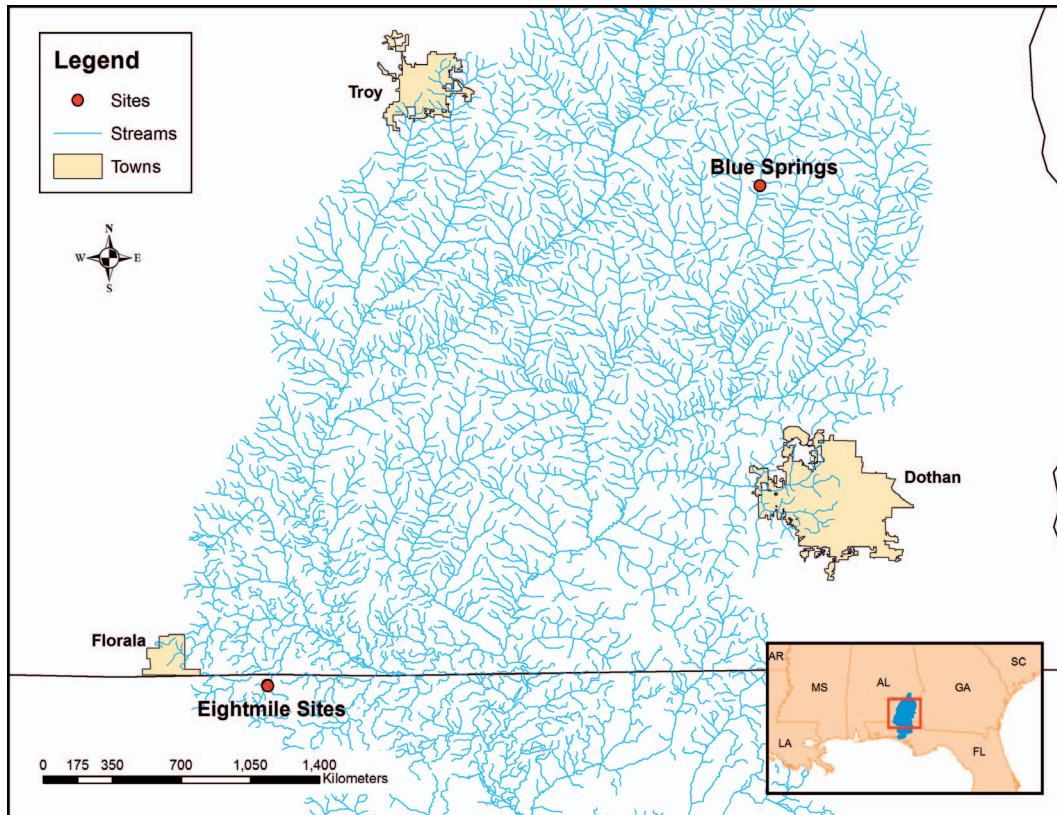 Legend
Sites
Streams
Towns
Troy
Blue Springs
N
W E
S
Dothan
Florala
Eightmile Sites
0 175 350 700 1,050 1,400
Kilometers
AR
MS
AL
GA
SC
LA
FL